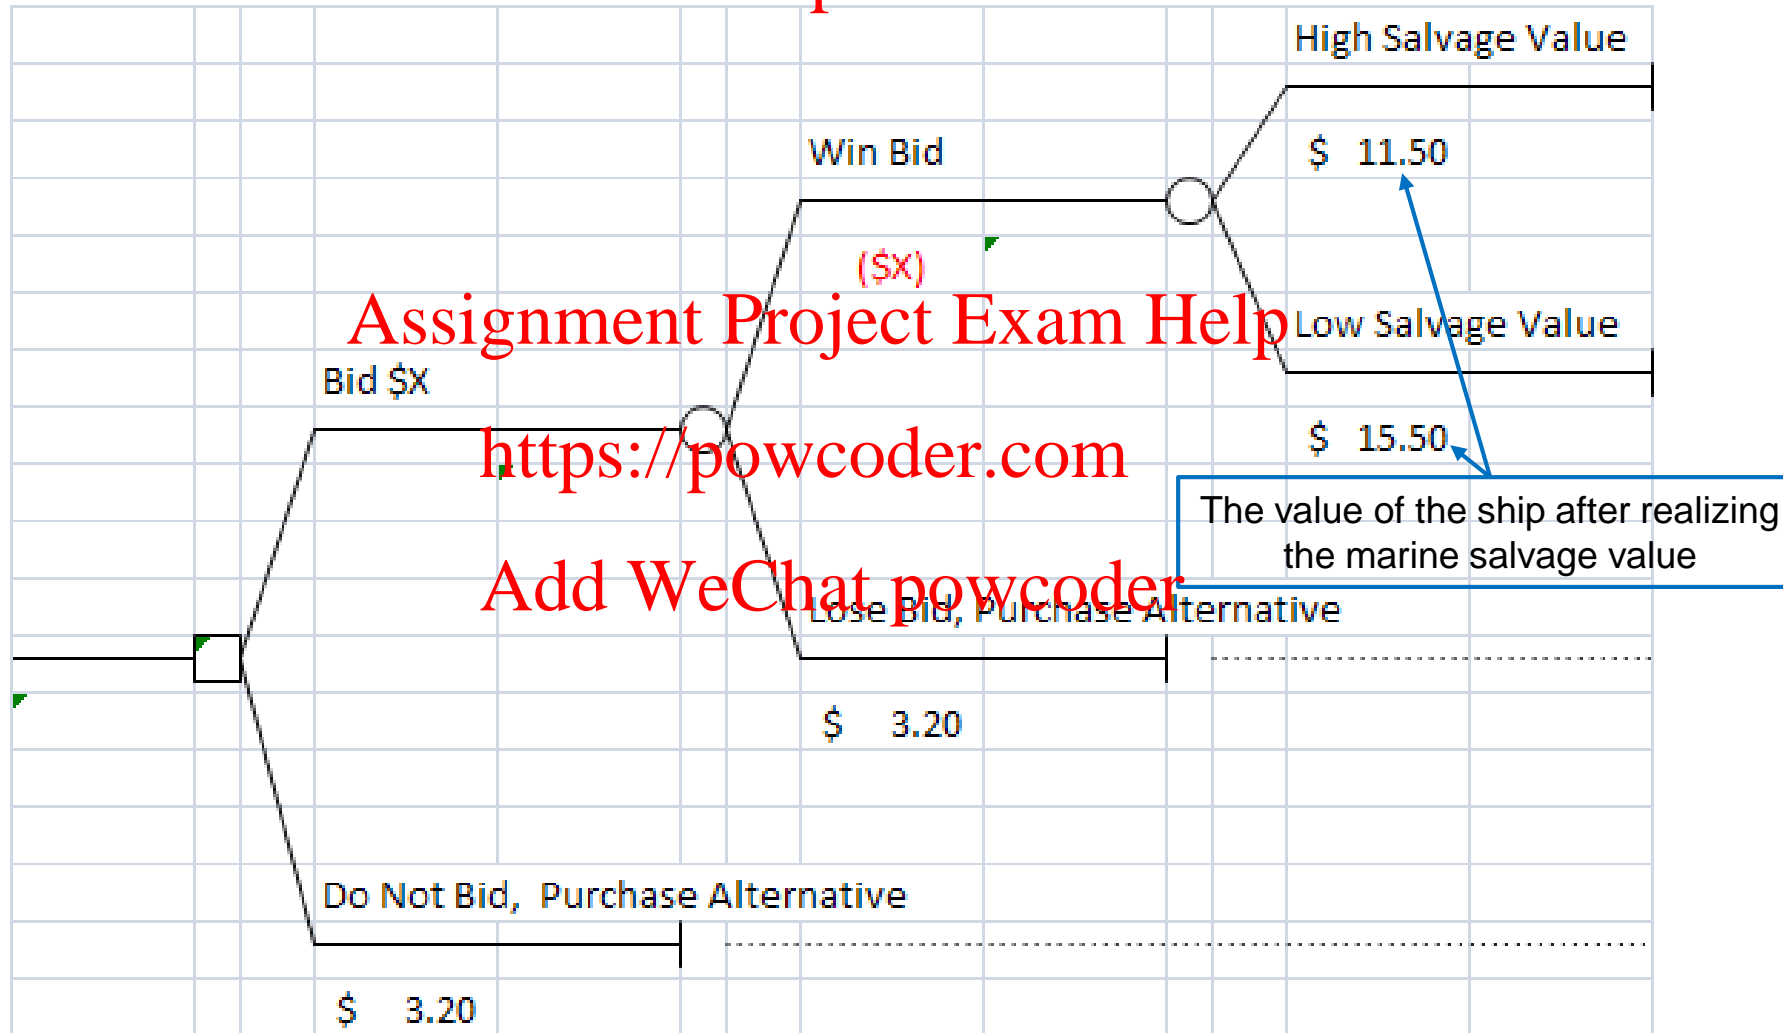 High Salvage Value
Win Bid
$ 11.50
($X)
Assignment Project Exam Help
Low Salvage Value
Bid $X
https://powcoder.com
$ 15.50
The value of the ship after realizing
the marine salvage value
Add WeChat powcoder
Lose Bid, Purchase Alternative
$ 3.20
Do Not Bid, Purchase Alternative
$ 3.20